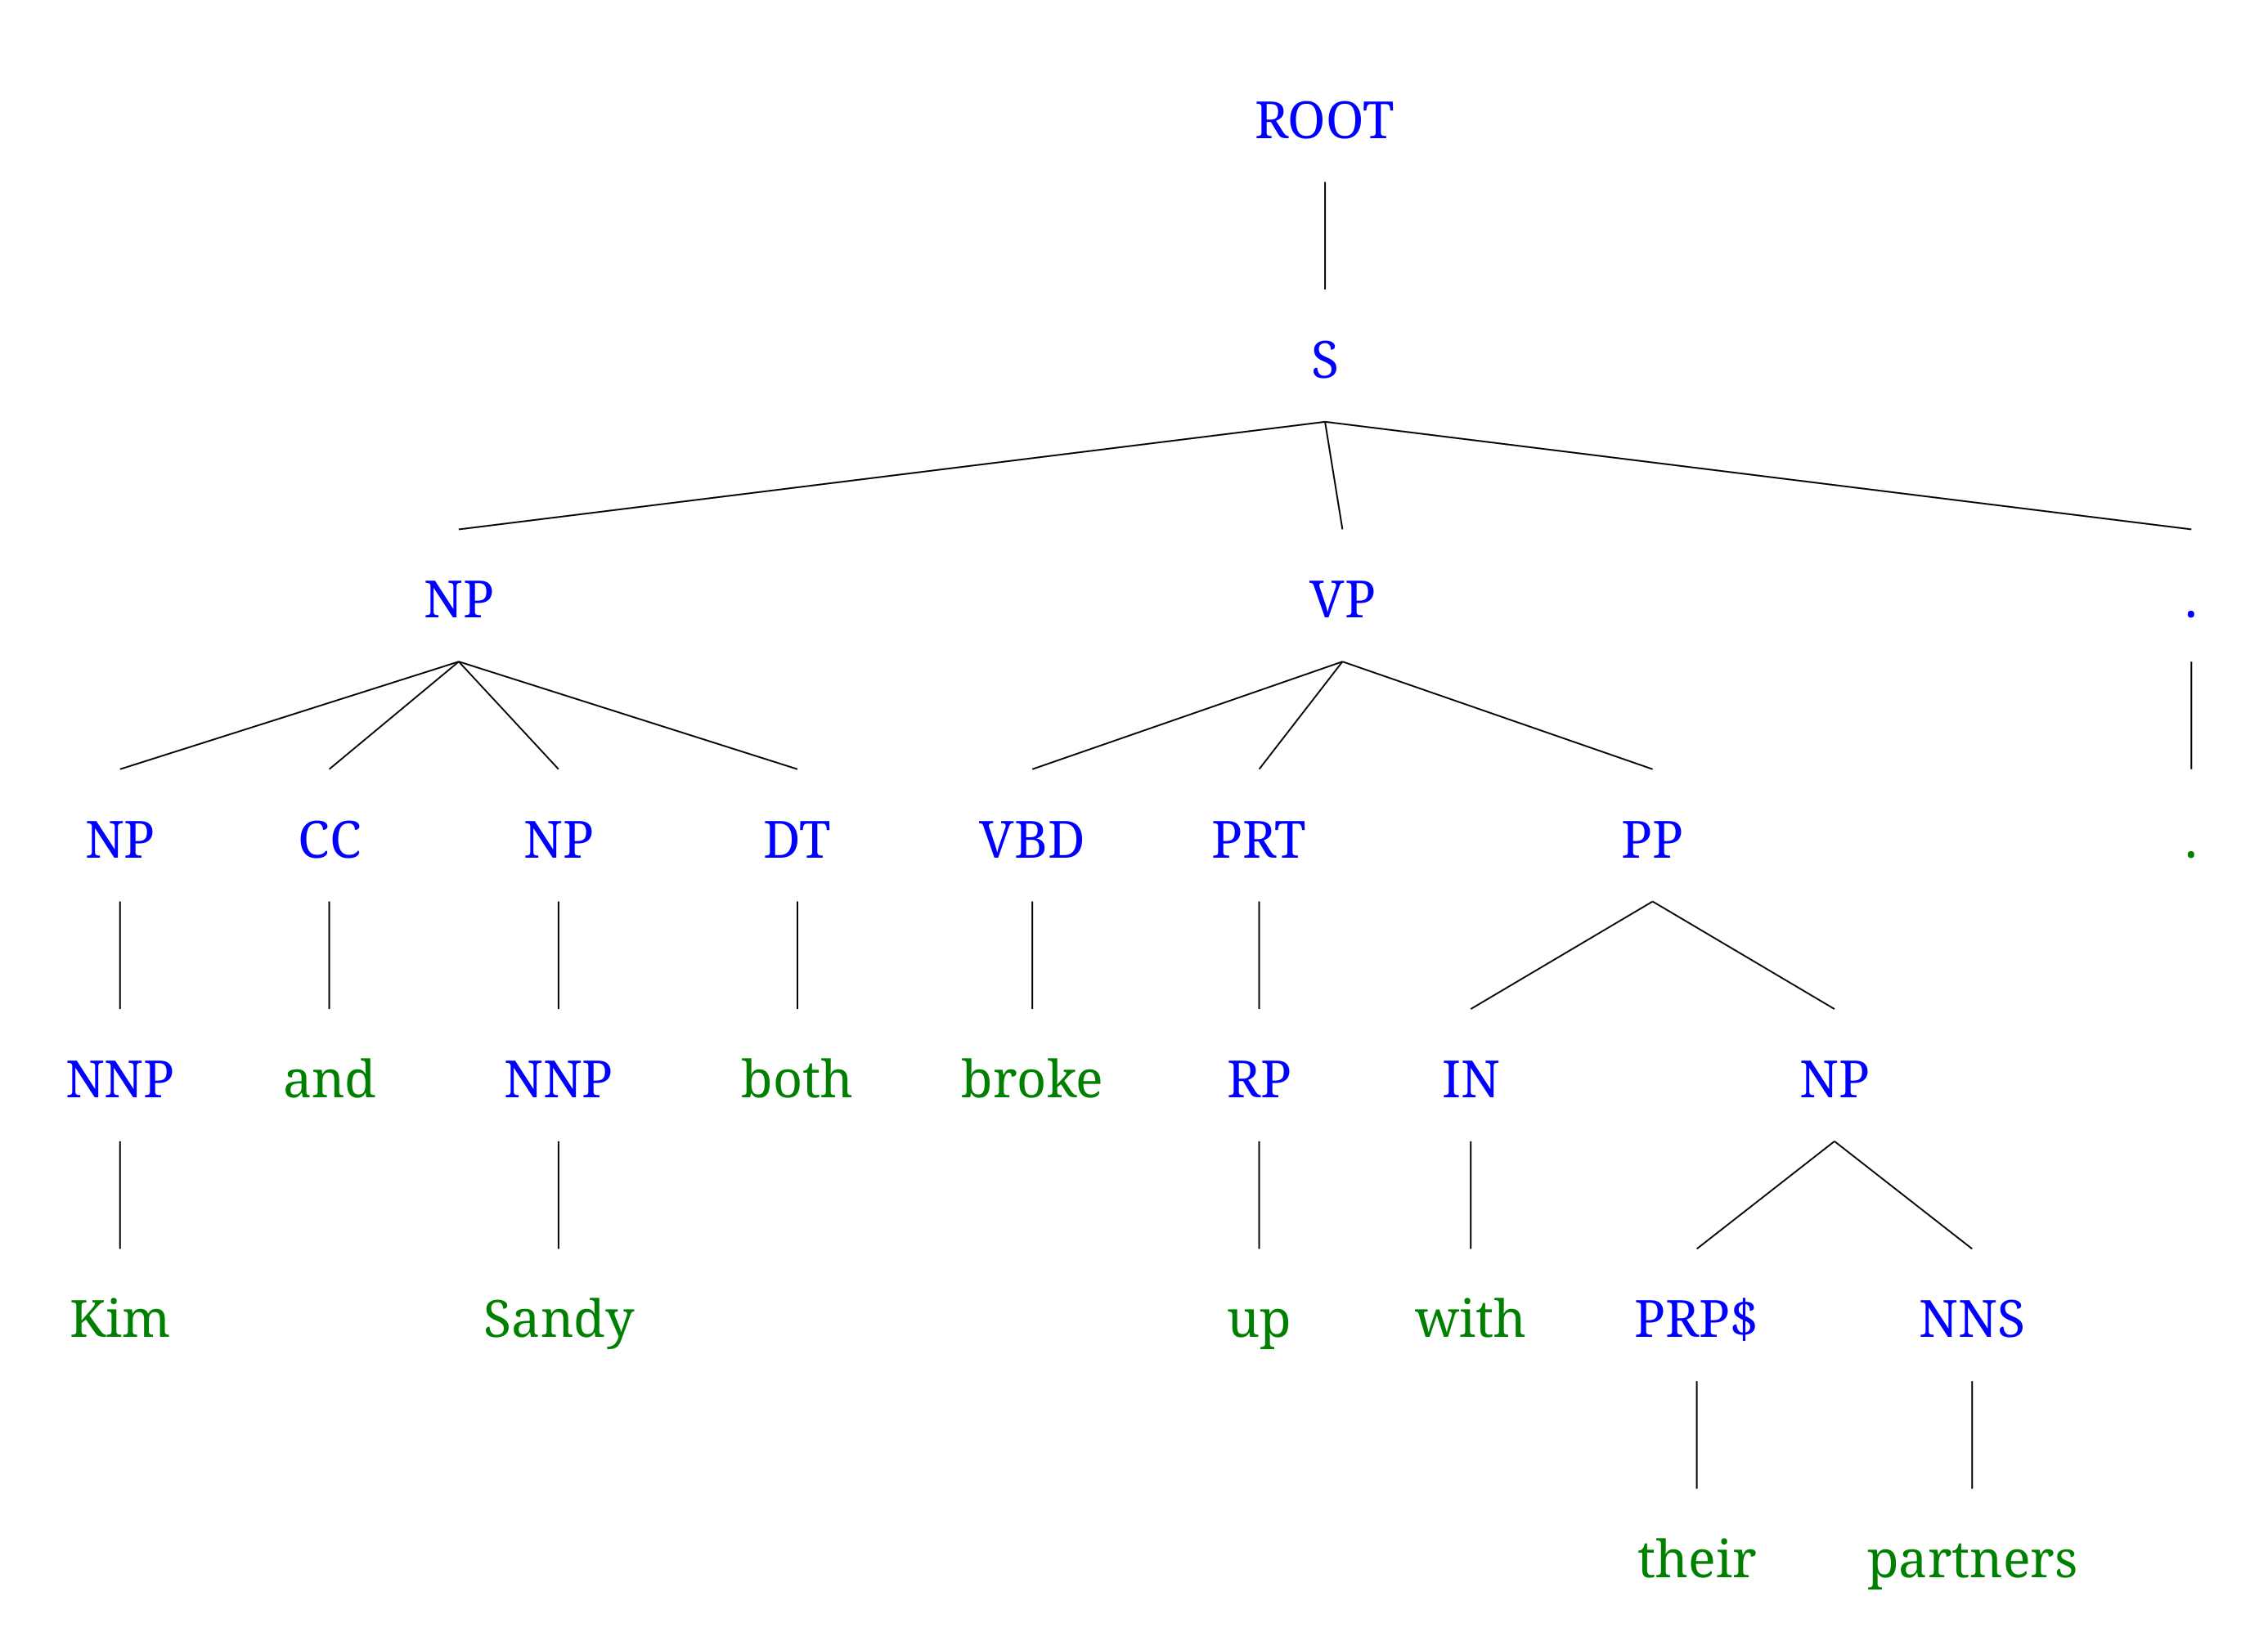 ROOT
S
NP VP .
NP CC NP DT VBD PRT PP .
NNP and NNP both broke RP IN NP
Kim Sandy up with PRP$ NNS
their partners